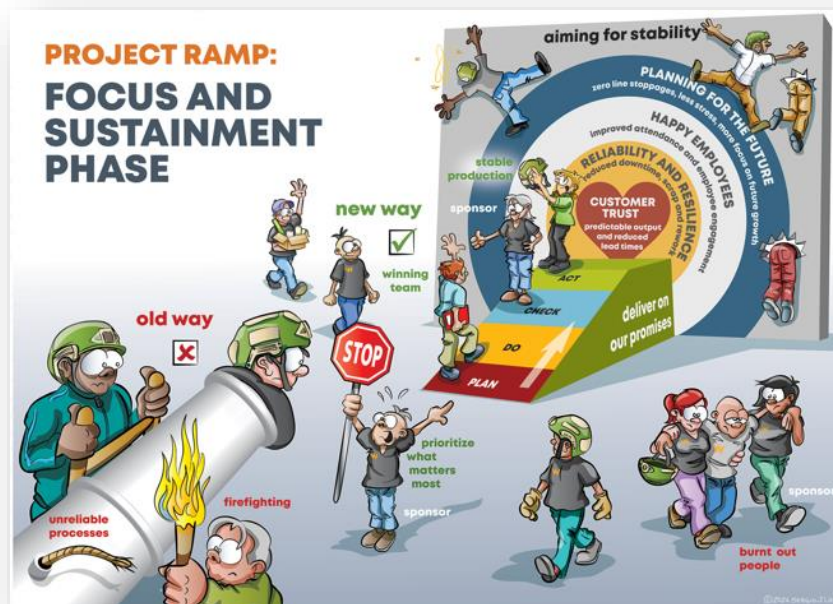 PROJECT RAMP:
FOCUS AND
SUSTAINMENT
PHASE
aiming for stability
PLANNING FOR THE FUTURE
zero line stoppages, less stress, more focus on future growth
HAPPY EMPLOYEES
improved attendance and employee engagement
RELIABILITY AND RESILIENCE
reduced downtime, scrap and rework
CUSTOMER
TRUST
predictable output
and reduced
lead times
stable
production
sponsor
new way
winning
team
ACT
CHECK
DO
PLAN
deliver on
our promises
old way
STOP
prioritize
what
matters
most
sponsor
unreliable
processes
firefighting
sponsor
burnt out
people